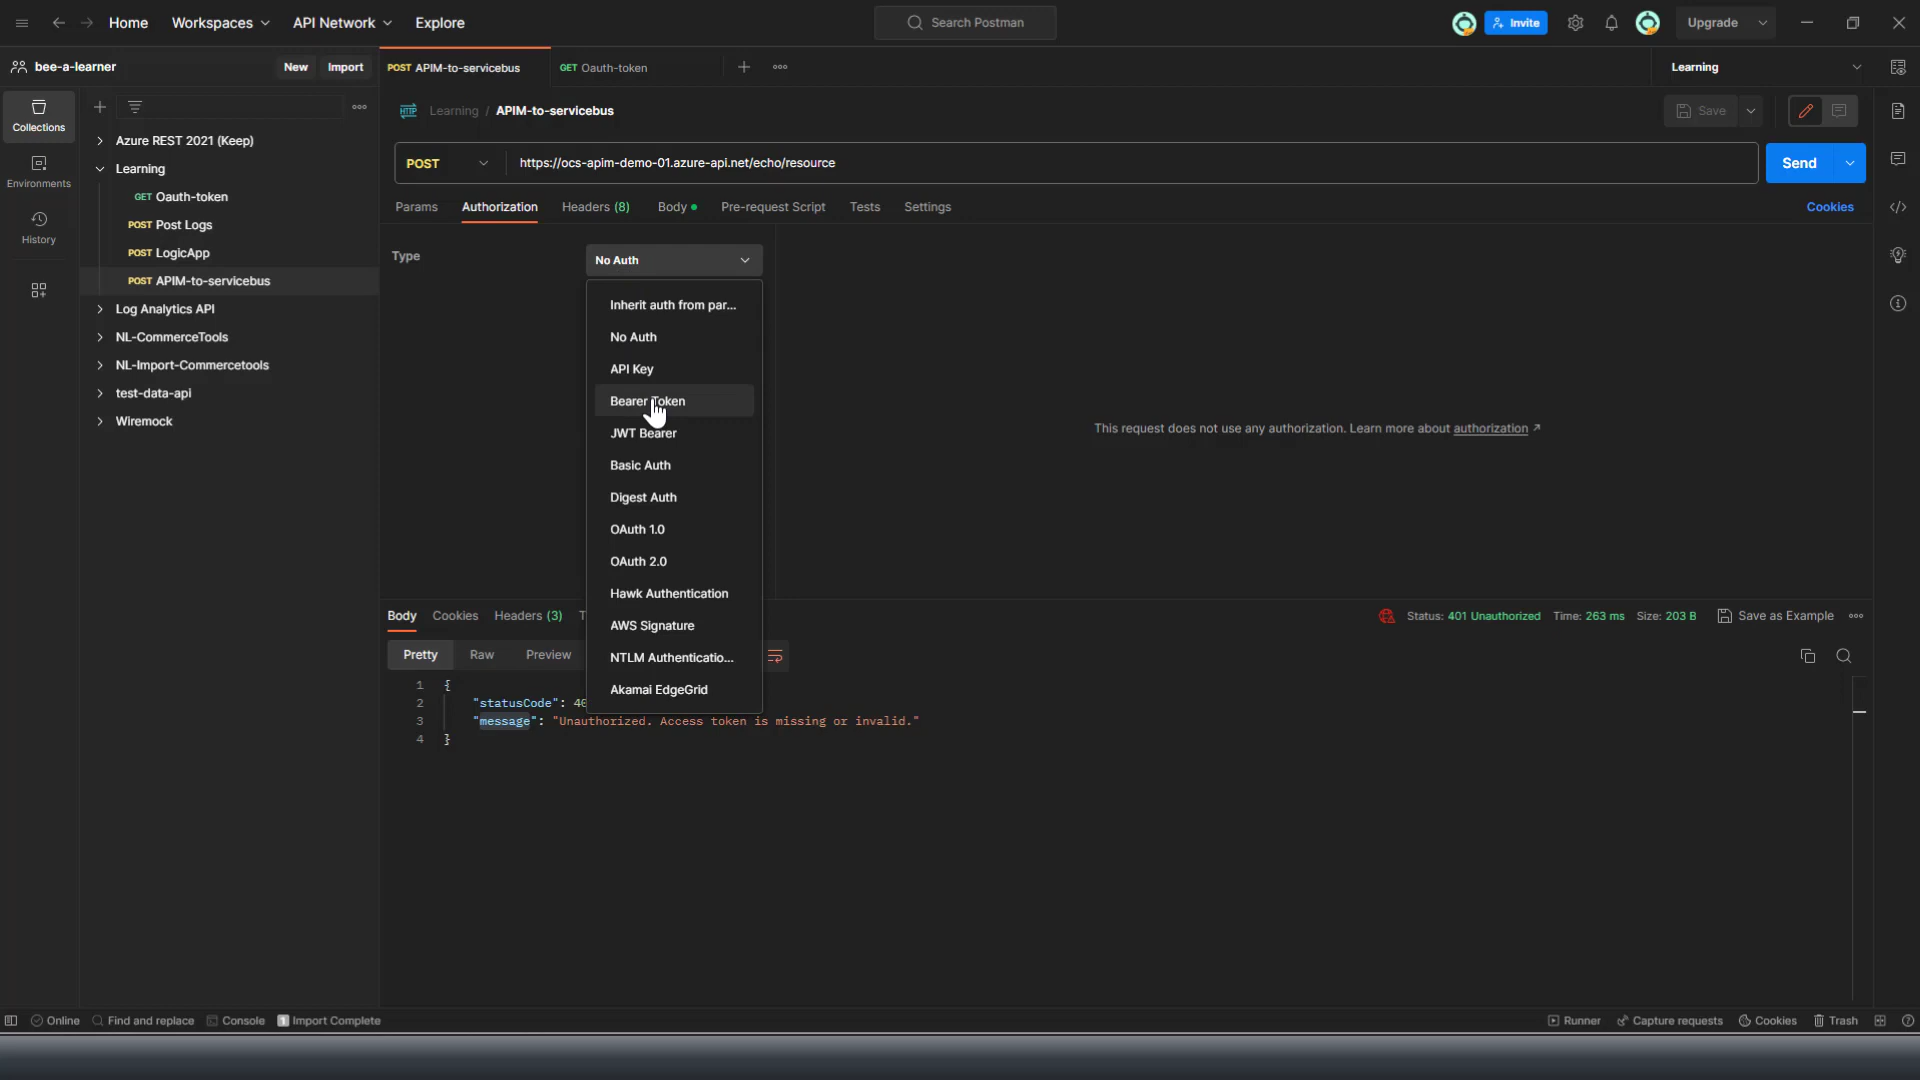 Home Workspaces API Network Explore Search Postman Invite Upgrade
bee-a-learner New Import
POST APIM-to-servicebus GET Oauth-token Learning
Collections
Environments
History
Azure REST 2021 (Keep)
Learning
GET Oauth-token
POST Post Logs
POST LogicApp
POST APIM-to-servicebus
Log Analytics API
NL-CommerceTools
NL-Import-Commercetools
test-data-api
Wiremock
HTTP Learning / APIM-to-servicebus Save
POST https://ocs-apim-demo-01.azure-api.net/echo/resource Send
Params Authorization Headers (8) Body Pre-request Script Tests Settings Cookies
Type No Auth
Inherit auth from par...
No Auth
API Key
Bearer Token
JWT Bearer
Basic Auth
Digest Auth
OAuth 1.0
OAuth 2.0
Hawk Authentication
AWS Signature
NTLM Authenticatio...
Akamai EdgeGrid
This request does not use any authorization. Learn more about authorization
Body Cookies Headers (3) T Status: 401 Unauthorized Time: 263 ms Size: 203 B Save as Example
Pretty Raw Preview
1 {
2 "statusCode": 40
3 "message": "Unauthorized. Access token is missing or invalid."
4 }
Online Find and replace Console 1 Import Complete Runner Capture requests Cookies Trash